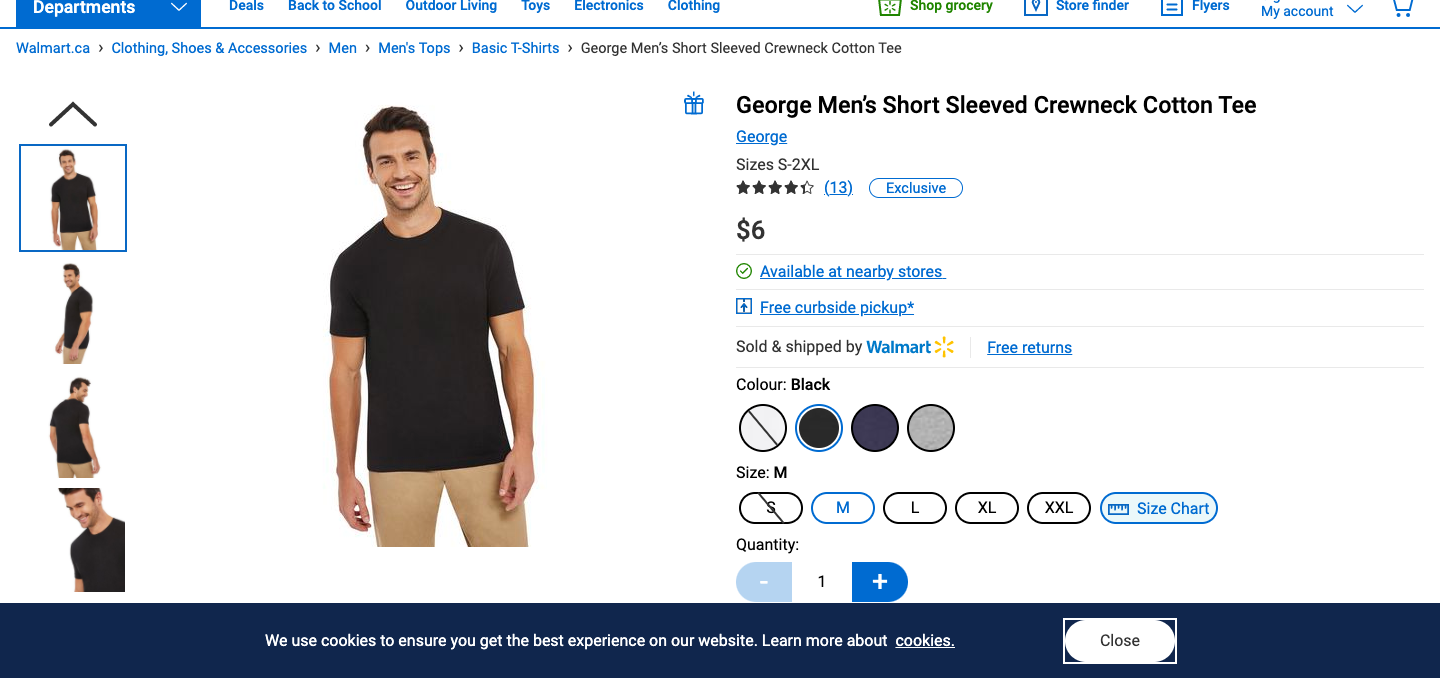 Departments
Deals Back to School Outdoor Living Toys Electronics Clothing
Shop grocery Store finder Flyers
My account
Walmart.ca › Clothing, Shoes & Accessories › Men › Men's Tops › Basic T-Shirts › George Men’s Short Sleeved Crewneck Cotton Tee
George Men’s Short Sleeved Crewneck Cotton Tee
George
Sizes S-2XL
(13) Exclusive
$6
Available at nearby stores
Free curbside pickup*
Sold & shipped by Walmart Free returns
Colour: Black
Size: M
S M L XL XXL Size Chart
Quantity:
- 1 +
We use cookies to ensure you get the best experience on our website. Learn more about cookies.
Close